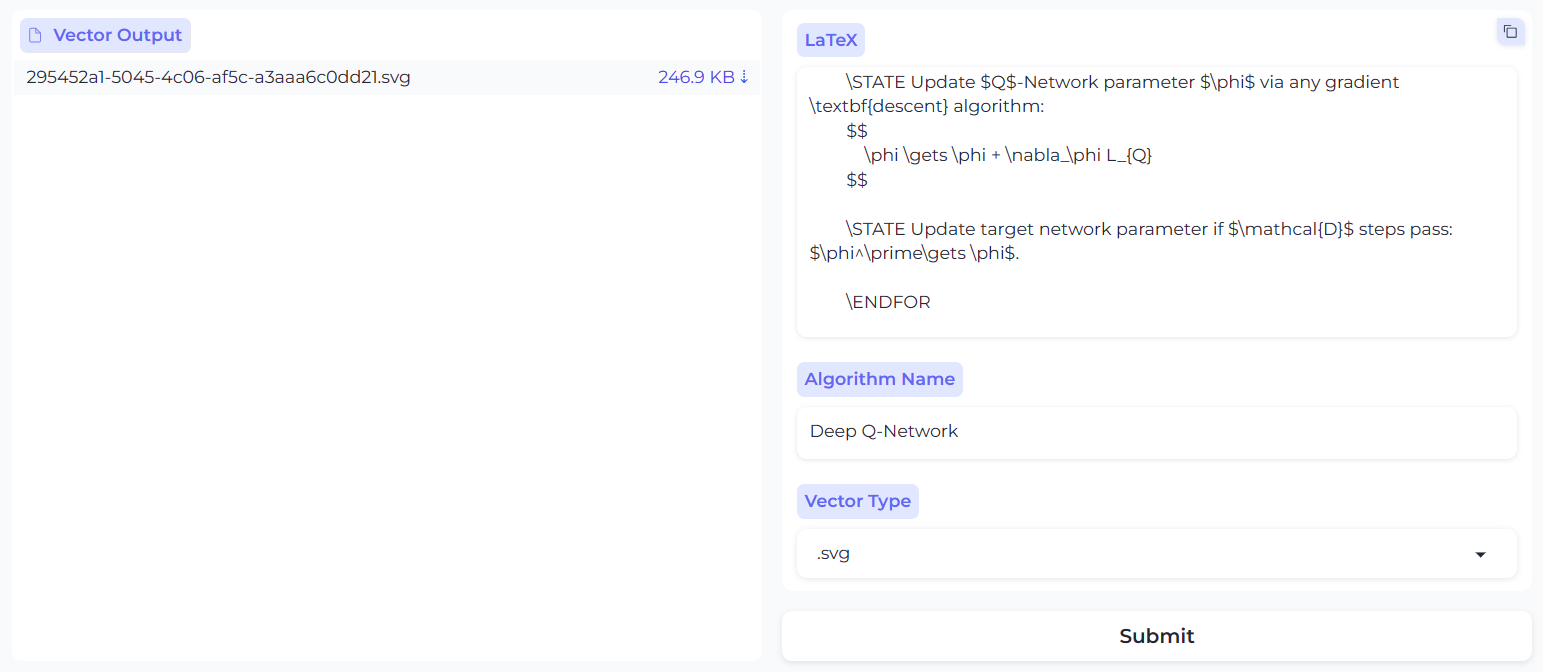 Vector Output
295452a1-5045-4c06-af5c-a3aaa6c0dd21.svg 246.9 KB ⇣
LaTeX
\STATE Update $Q$-Network parameter $\phi$ via any gradient
\textbf{descent} algorithm:
$$
\phi \gets \phi + \nabla_\phi L_{Q}
$$
\STATE Update target network parameter if $\mathcal{D}$ steps pass:
$\phi^\prime\gets \phi$.
\ENDFOR
Algorithm Name
Deep Q-Network
Vector Type
.svg
Submit